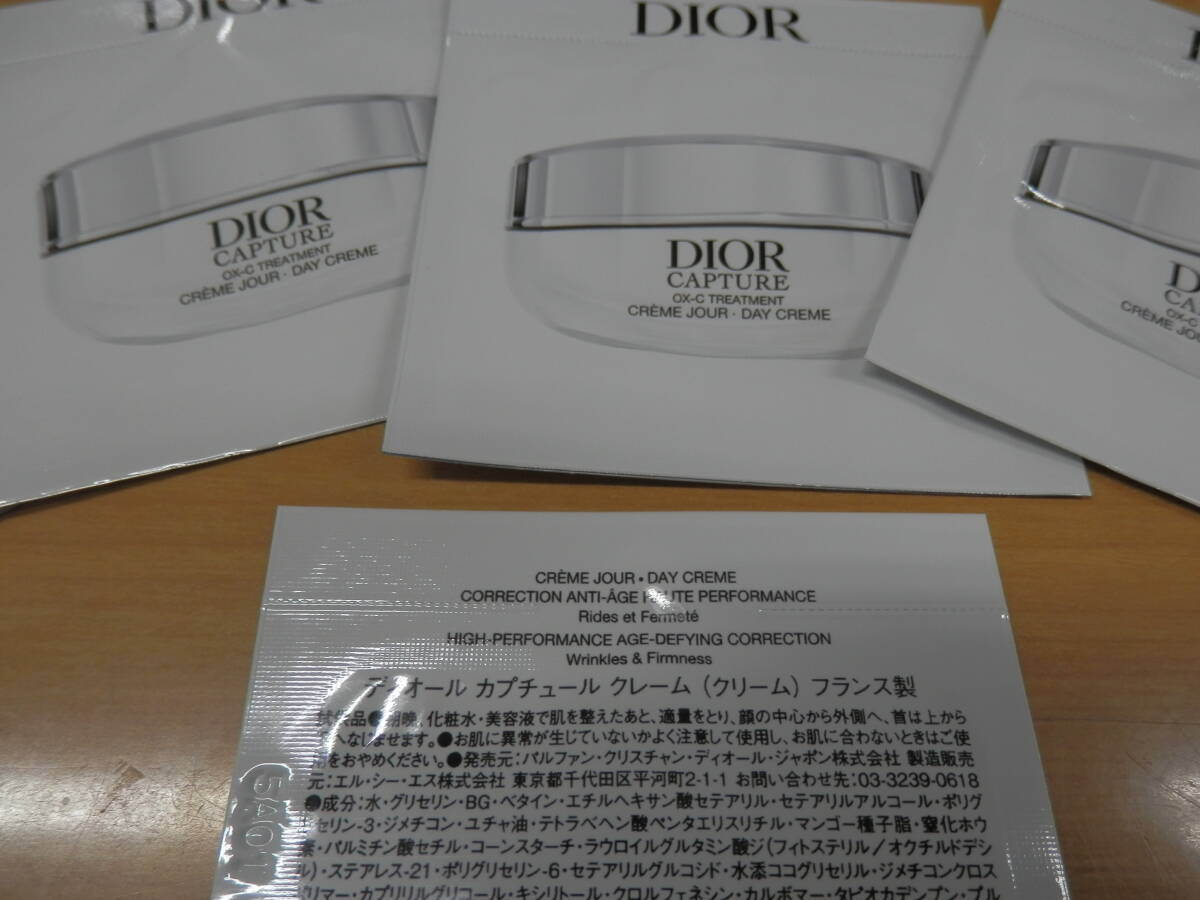 DIOR
DIOR
CAPTURE
OX-C TREATMENT
CRÈME JOUR · DAY CREME
DIOR
DIOR
CAPTURE
OX-C TREATMENT
CRÈME JOUR · DAY CREME
OX-C
CRÈME JOU
CRÈME JOUR • DAY CREME
CORRECTION ANTI-ÂGE HAUTE PERFORMANCE
Rides et Fermeté
HIGH-PERFORMANCE AGE-DEFYING CORRECTION
Wrinkles & Firmness
ディオール カプチュール クレーム (クリーム) フランス製
試供品●朝晩、化粧水・美容液で肌を整えたあと、適量をとり、顔の中心から外側へ、首は上から
へなじませます。●お肌に異常が生じていないかよく注意して使用し、お肌に合わないときはご使
用をおやめください。●発売元:パルファン・クリスチャン・ディオール・ジャポン株式会社 製造販売
元:エル・シー・エス株式会社 東京都千代田区平河町2-1-1 お問い合わせ先:03-3239-0618
●成分:水・グリセリン・BG・ベタイン・エチルヘキサン酸セテアリル・セテアリルアルコール・ポリグ
セリン-3・ジメチコン・ユチャ油・テトラベヘン酸ペンタエリスリチル・マンゴー種子脂・窒化ホウ
素・パルミチン酸セチル・コーンスターチ・ラウロイルグルタミン酸ジ(フィトステリル/オクチルドデシ
ル)・ステアレス-21・ポリグリセリン-6・セテアリルグルコシド・水添ココグリセリル・ジメチコンクロス
リマー・カプリリルグリコール・キシリトール・クロルフェネシン・カルボマー・タピオカデンプン・プル